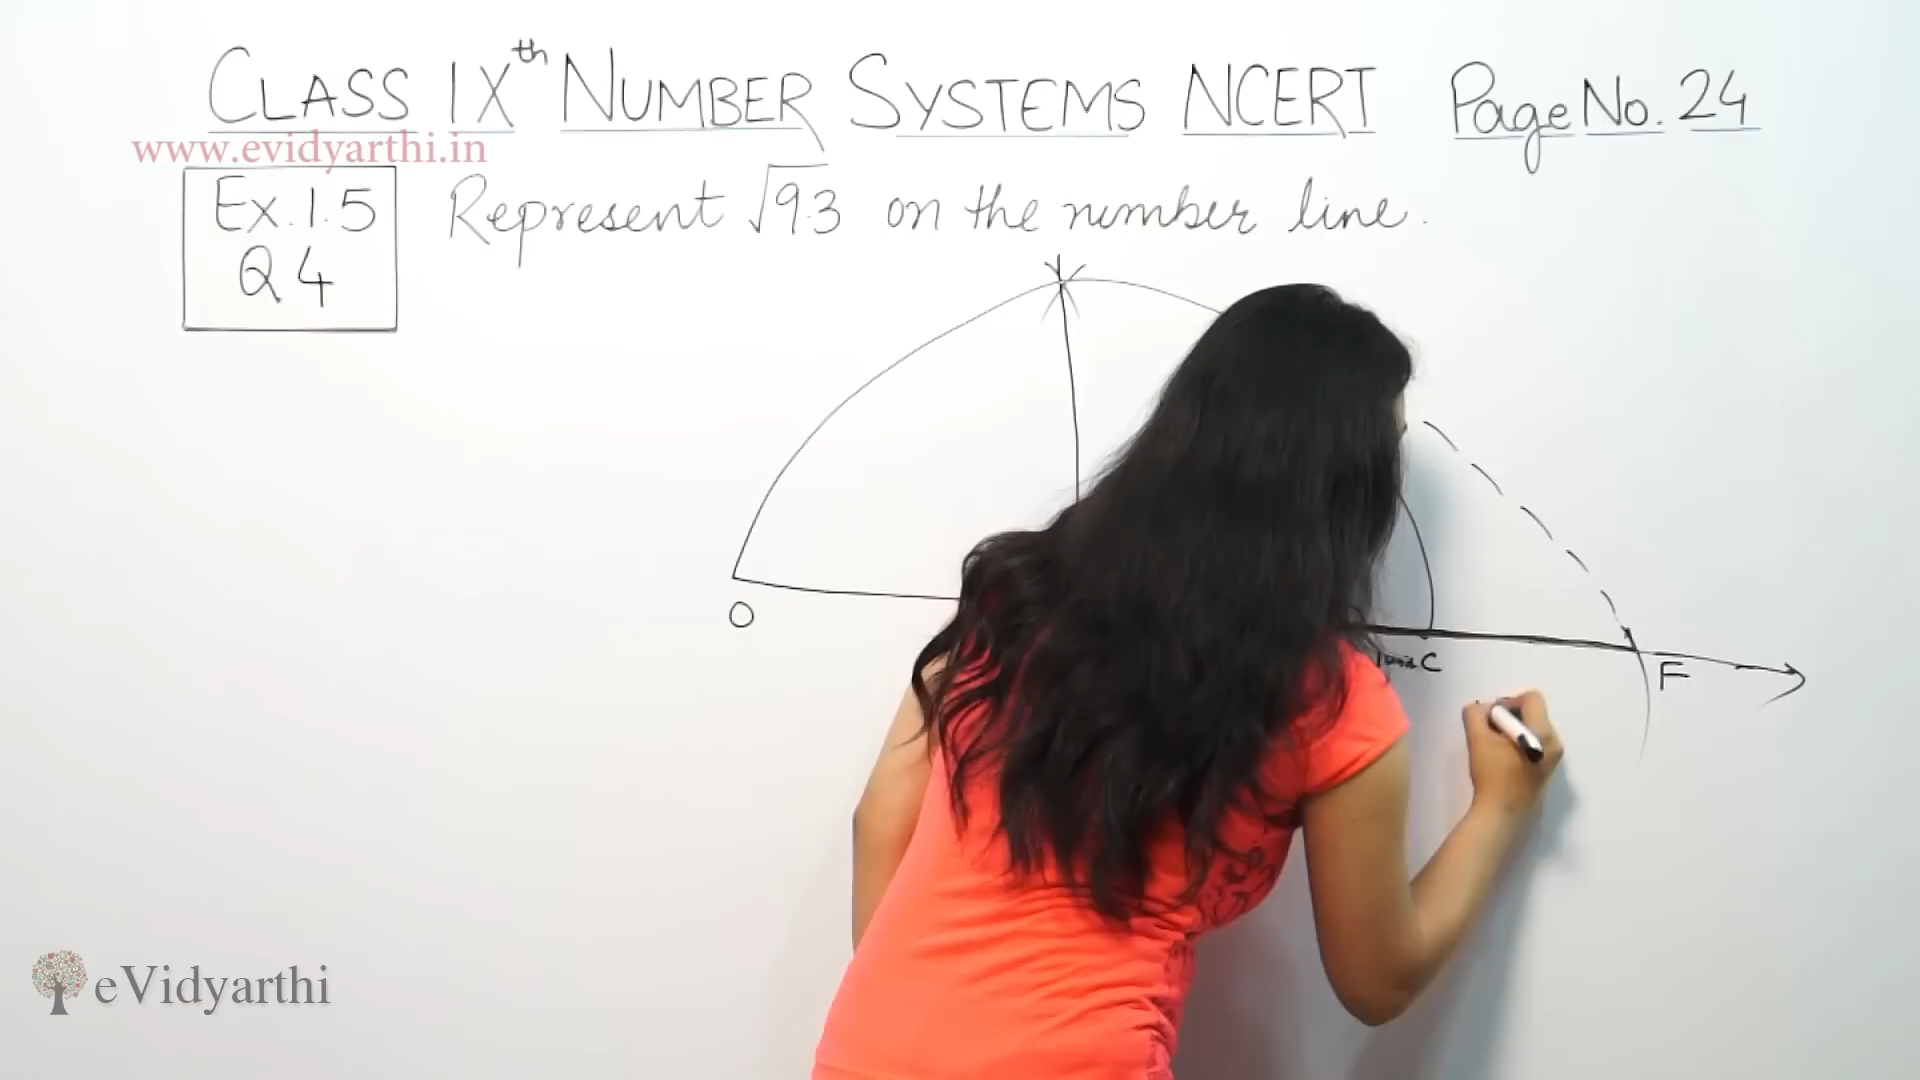 CLASS IXth NUMBER SYSTEMS NCERT Page No. 24
www.evidyarthi.in
Ex. 1.5
Q 4
Represent √9.3 on the number line.
O
C
F
eVidyarthi